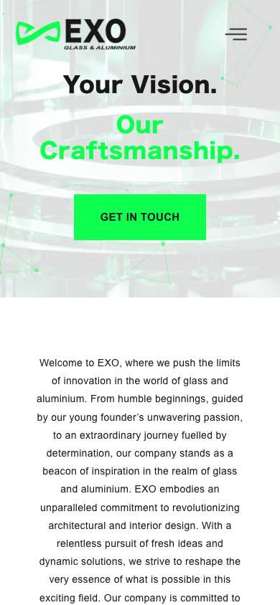 EXO
GLASS & ALUMINIUM
Your Vision.
Our
Craftsmanship.
GET IN TOUCH
Welcome to EXO, where we push the limits
of innovation in the world of glass and
aluminium. From humble beginnings, guided
by our young founder’s unwavering passion,
to an extraordinary journey fuelled by
determination, our company stands as a
beacon of inspiration in the realm of glass
and aluminium. EXO embodies an
unparalleled commitment to revolutionizing
architectural and interior design. With a
relentless pursuit of fresh ideas and
dynamic solutions, we strive to reshape the
very essence of what is possible in this
exciting field. Our company is committed to